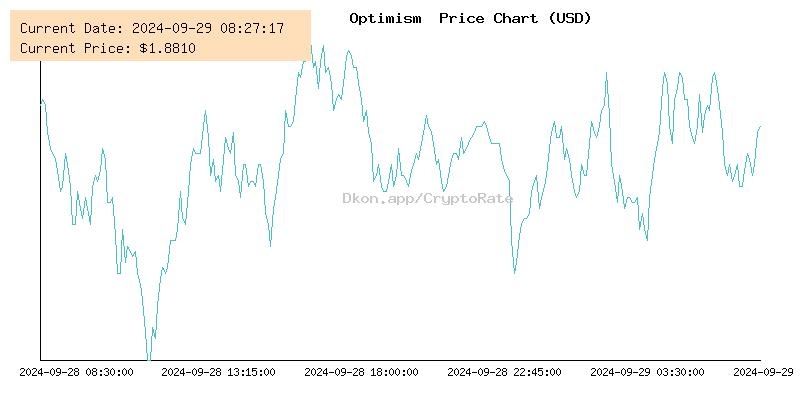 Optimism  Price Chart (USD)
Current Date: 2024-09-29 08:27:17
Current Price: $1.8810
Dkon.app/CryptoRate
2024-09-28 08:30:00 2024-09-28 13:15:00 2024-09-28 18:00:00 2024-09-28 22:45:00 2024-09-29 03:30:00 2024-09-29